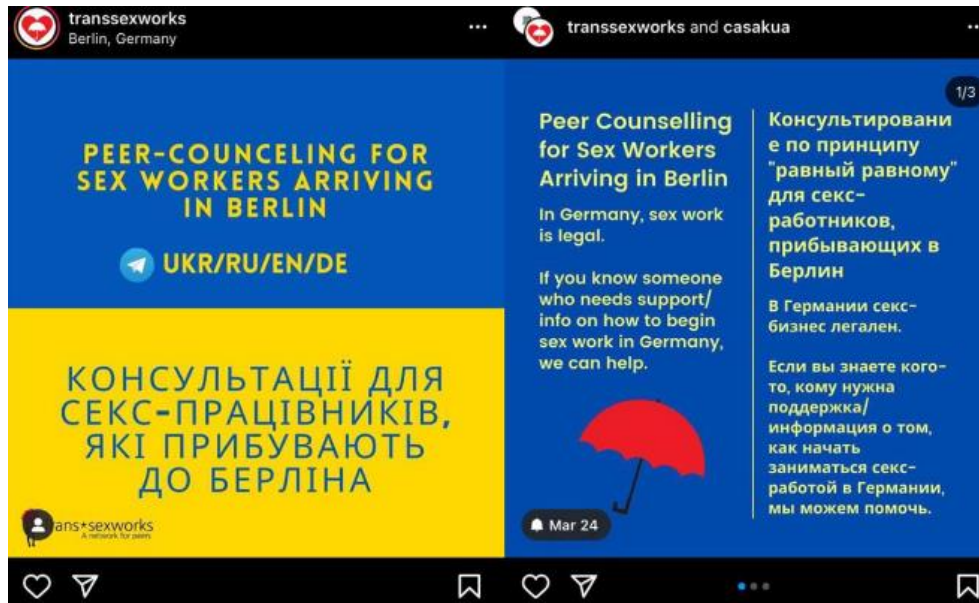 transsexworks
Berlin, Germany
PEER-COUNCELING FOR
SEX WORKERS ARRIVING
IN BERLIN
UKR/RU/EN/DE
КОНСУЛЬТАЦІЇ ДЛЯ
СЕКС-ПРАЦІВНИКІВ,
ЯКІ ПРИБУВАЮТЬ
ДО БЕРЛІНА
ans*sexworks
A network for peers
transsexworks and casakua
1/3
Peer Counselling
for Sex Workers
Arriving in Berlin
In Germany, sex work
is legal.
If you know someone
who needs support/
info on how to begin
sex work in Germany,
we can help.
Mar 24
Консультировани
е по принципу
"равный равному"
для секс-
работников,
прибывающих в
Берлин
В Германии секс-
бизнес легален.
Если вы знаете кого-
то, кому нужна
поддержка/
информация о том,
как начать
заниматься секс-
работой в Германии,
мы можем помочь.